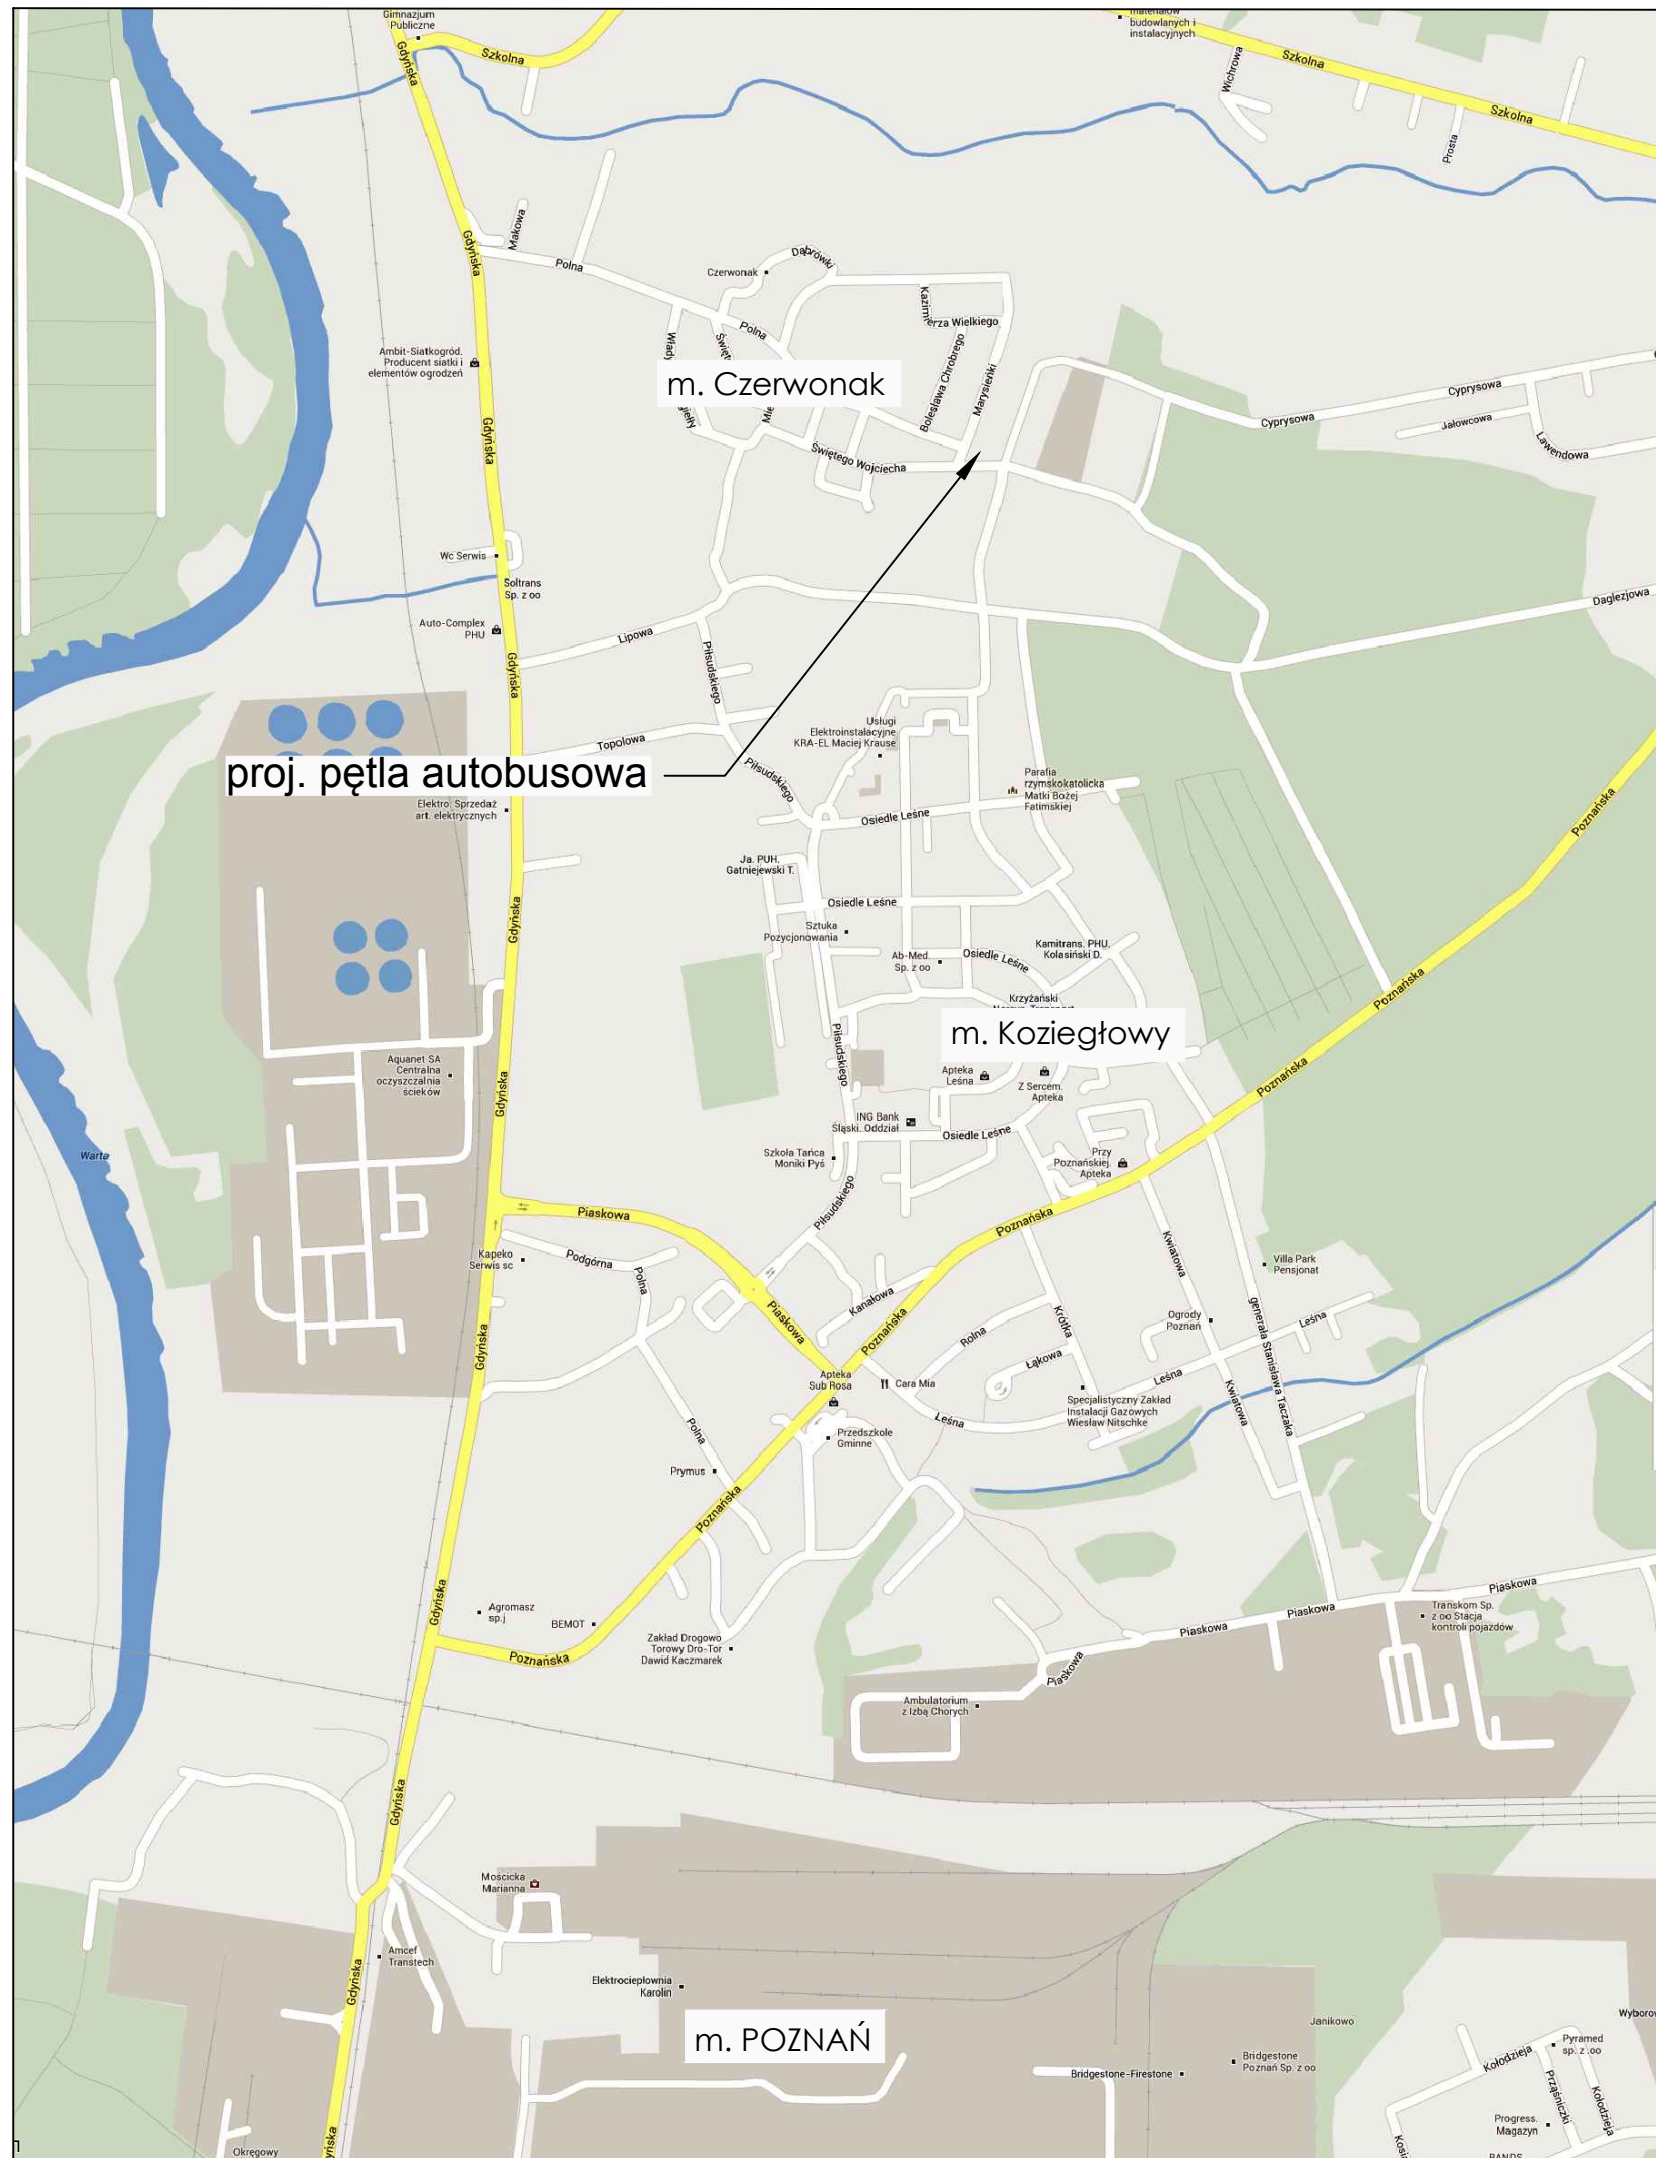 Gimnazjum
Publiczne
Gdyńska
Szkolna
materiałów
budowlanych i
instalacyjnych
Wichrowa
Szkolna
Szkolna
Prosta
Makowa
Gdyńska
Polna
Czerwonak
Dąbrówki
Kazimierza Wielkiego
Polna
Ambit-Siatkogród.
Producent siatki i
elementów ogrodzeń
m. Czerwonak
Bolesława Chrobrego
Marysieńki
Cyprysowa
Cyprysowa
Jałowcowa
Lawendowa
Gdyńska
Świętego Wojciecha
Wc Serwis
Soltrans
Sp. z oo
Auto-Complex
PHU
Lipowa
Daglezjowa
Gdyńska
Piłsudskiego
Topolowa
Usługi
Elektroinstalacyjne
KRA-EL Maciej Krause
proj. pętla autobusowa
Piłsudskiego
Parafia
rzymskokatolicka
Matki Bożej
Fatimskiej
Elektro. Sprzedaż
art. elektrycznych
Osiedle Leśne
Poznańska
Ja. PUH.
Gatniejewski T.
Osiedle Leśne
Gdyńska
Sztuka
Pozycjonowania
Ab-Med.
Sp. z oo
Osiedle Leśne
Kamitrans. PHU.
Kolasiński D.
Poznańska
Krzyżański
m. Koziegłowy
Piłsudskiego
Aquanet SA
Centralna
oczyszczalnia
ścieków
Gdyńska
Apteka
Leśna
Z Sercem.
Apteka
Poznańska
ING Bank
Śląski. Oddział
Osiedle Leśne
Warta
Szkoła Tańca
Moniki Pyś
Przy
Poznańskiej.
Apteka
Piłsudskiego
Piaskowa
Poznańska
Kapeko
Serwis sc
Podgórna
Polna
Kwiatowa
Villa Park
Pensjonat
Kanałowa
Piaskowa
Poznańska
Rolna
Krótka
Ogrody
Poznań
generała Stanisława Taczaka
Leśna
Gdyńska
Łąkowa
Leśna
Apteka
Sub Rosa
Cara Mia
Specjalistyczny Zakład
Instalacji Gazowych
Wiesław Nitschke
Kwiatowa
Leśna
Polna
Przedszkole
Gminne
Prymus
Poznańska
Gdyńska
Agromasz
sp.j
BEMOT
Zakład Drogowo
Torowy Dro-Tor
Dawid Kaczmarek
Poznańska
Piaskowa
Piaskowa
Piaskowa
Transkom Sp.
z oo Stacja
kontroli pojazdów
Piaskowa
Ambulatorium
z Izbą Chorych
Gdyńska
Mościcka
Marianna
Amcef
Transtech
Gdyńska
Elektrociepłownia
Karolin
m. POZNAŃ
Janikowo
Bridgestone
Poznań Sp. z oo
Bridgestone-Firestone
Kołodzieja
Pyramed
sp. z .oo
Prząśniczki
Kołodzieja
Progress.
Magazyn
Okręgowy